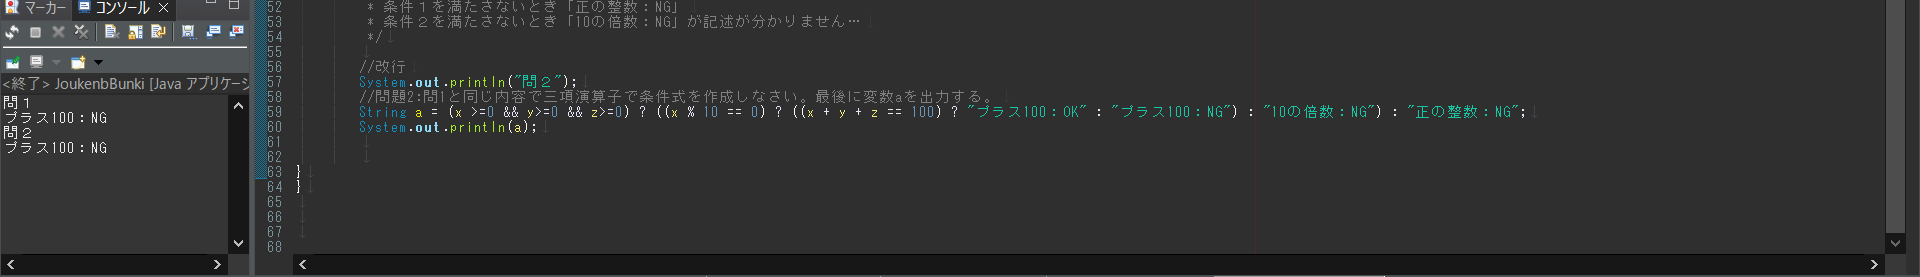 マーカー コンソール
<終了> JoukenbBunki [Java アプリケーシ
問１
プラス100：NG
問２
プラス100：NG
52 * 条件１を満たさないとき「正の整数：NG」
53 * 条件２を満たさないとき「10の倍数：NG」が記述が分かりません…
54 */
55
56 //改行
57 System.out.println("問２");
58 //問題2:問1と同じ内容で三項演算子で条件式を作成しなさい。最後に変数aを出力する。
59 String a = (x >=0 && y>=0 && z>=0) ? ((x % 10 == 0) ? ((x + y + z == 100) ? "プラス100：OK" : "プラス100：NG") : "10の倍数：NG") : "正の整数：NG";
60 System.out.println(a);
61
62
63 }
64 }
65
66
67
68